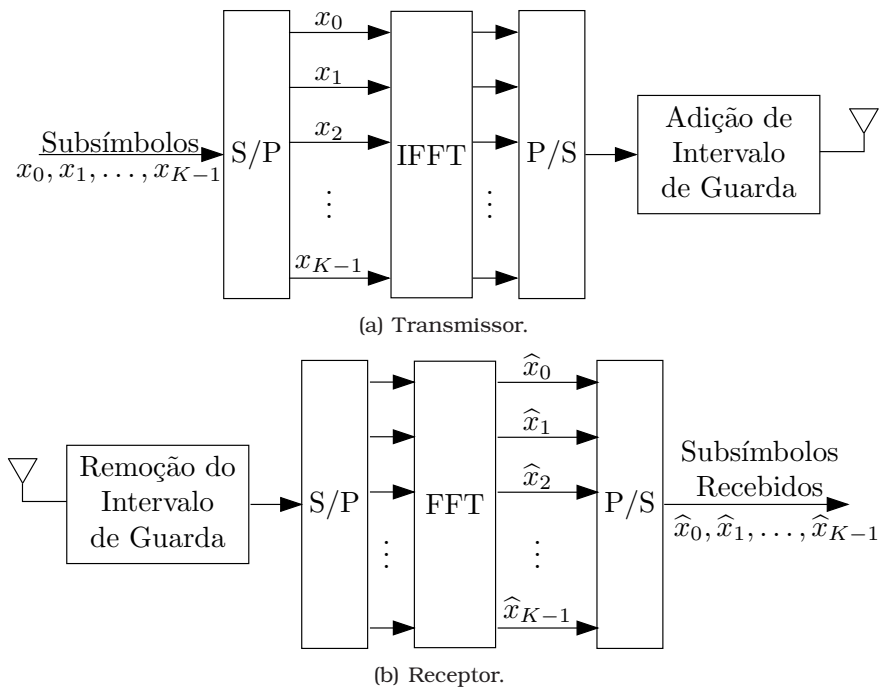 x_0
x_1
x_2
⋮
x_{K−1}
Subsímbolos
x_0, x_1, . . . , x_{K−1}
S/P
IFFT
⋮
P/S
Adição de
Intervalo
de Guarda
(a) Transmissor.
Remoção do
Intervalo
de Guarda
S/P
⋮
FFT
x̂_0
x̂_1
x̂_2
⋮
x̂_{K−1}
P/S
Subsímbolos
Recebidos
x̂_0, x̂_1, . . . , x̂_{K−1}
(b) Receptor.